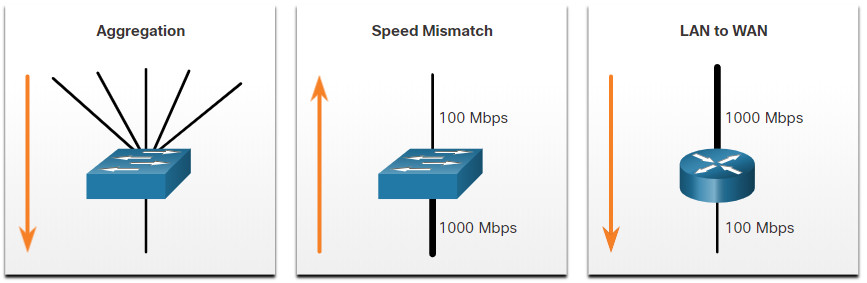 Aggregation
Speed Mismatch
100 Mbps
1000 Mbps
LAN to WAN
1000 Mbps
100 Mbps